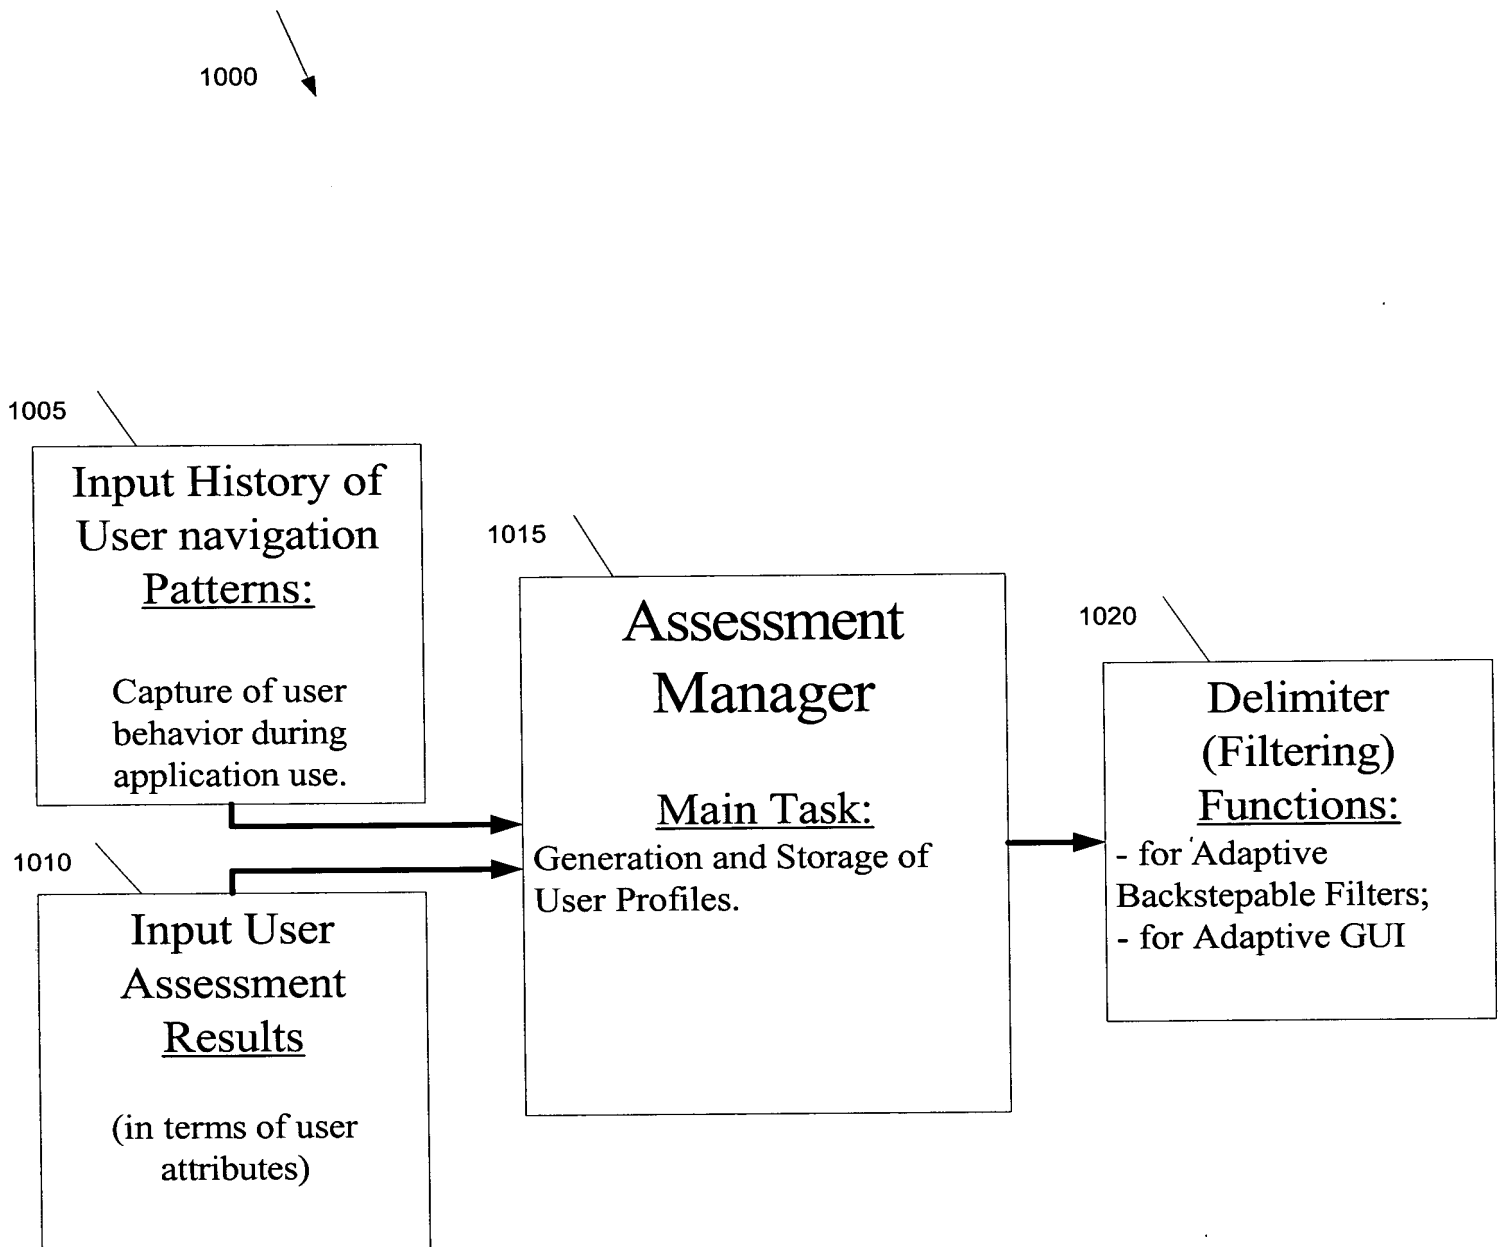 1000
1005
Input History of
User navigation
Patterns:
Capture of user
behavior during
application use.
1010
Input User
Assessment
Results
(in terms of user
attributes)
1015
Assessment
Manager
Main Task:
Generation and Storage of
User Profiles.
1020
Delimiter
(Filtering)
Functions:
- for Adaptive
Backstepable Filters;
- for Adaptive GUI